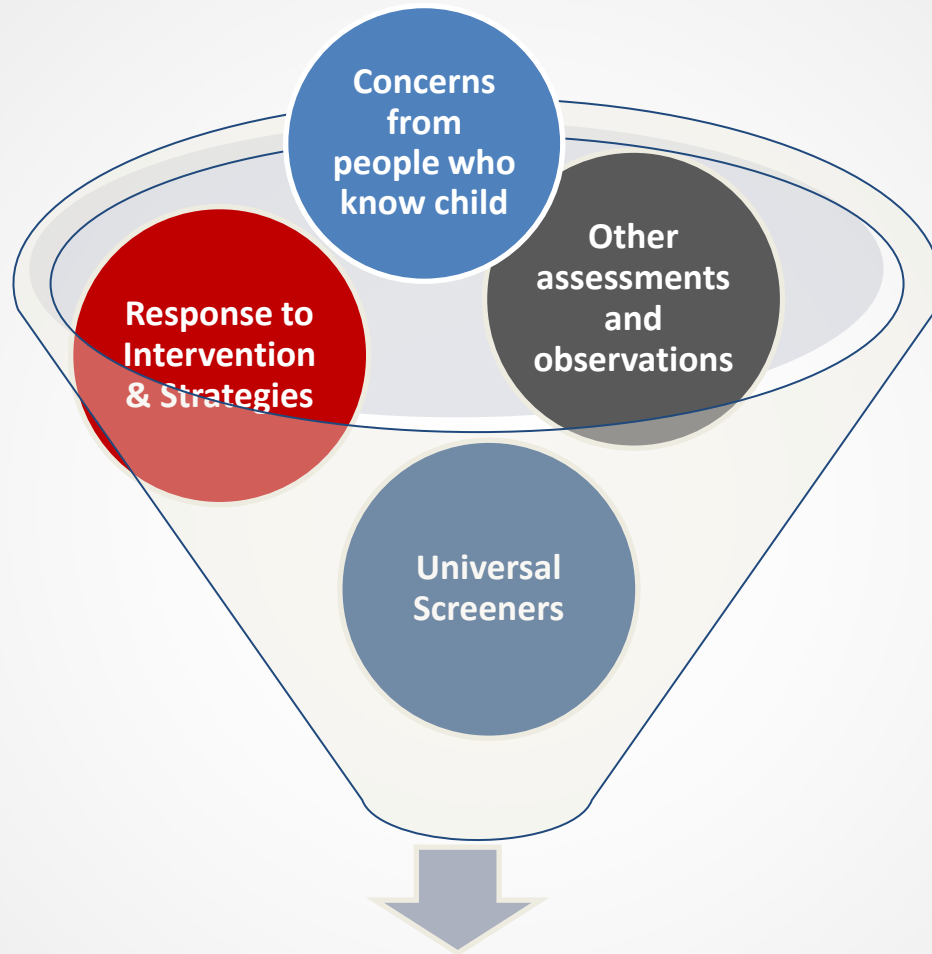 Concerns
from
people who
know child
Other
assessments
and
observations
Response to
Intervention
& Strategies
Universal
Screeners